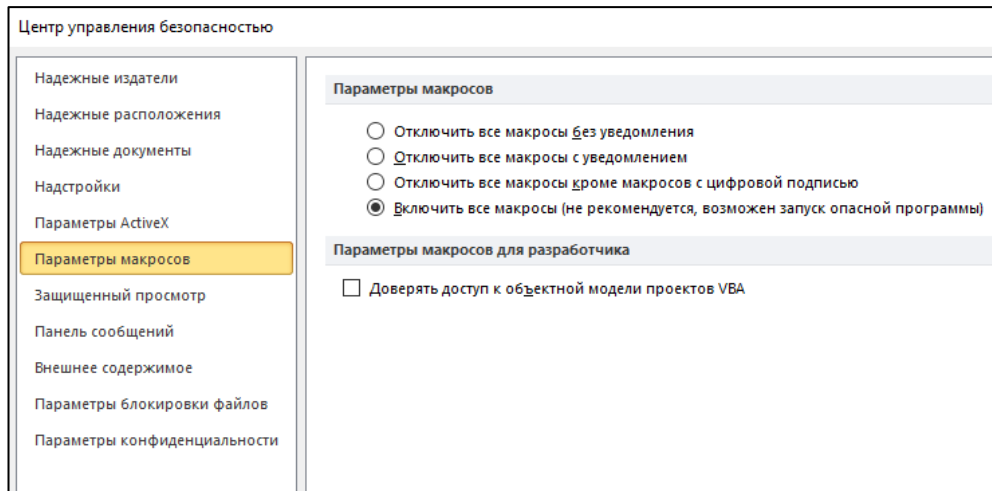 Центр управления безопасностью
Надежные издатели
Надежные расположения
Надежные документы
Надстройки
Параметры ActiveX
Параметры макросов
Защищенный просмотр
Панель сообщений
Внешнее содержимое
Параметры блокировки файлов
Параметры конфиденциальности
Параметры макросов
Отключить все макросы без уведомления
Отключить все макросы с уведомлением
Отключить все макросы кроме макросов с цифровой подписью
Включить все макросы (не рекомендуется, возможен запуск опасной программы)
Параметры макросов для разработчика
Доверять доступ к объектной модели проектов VBA